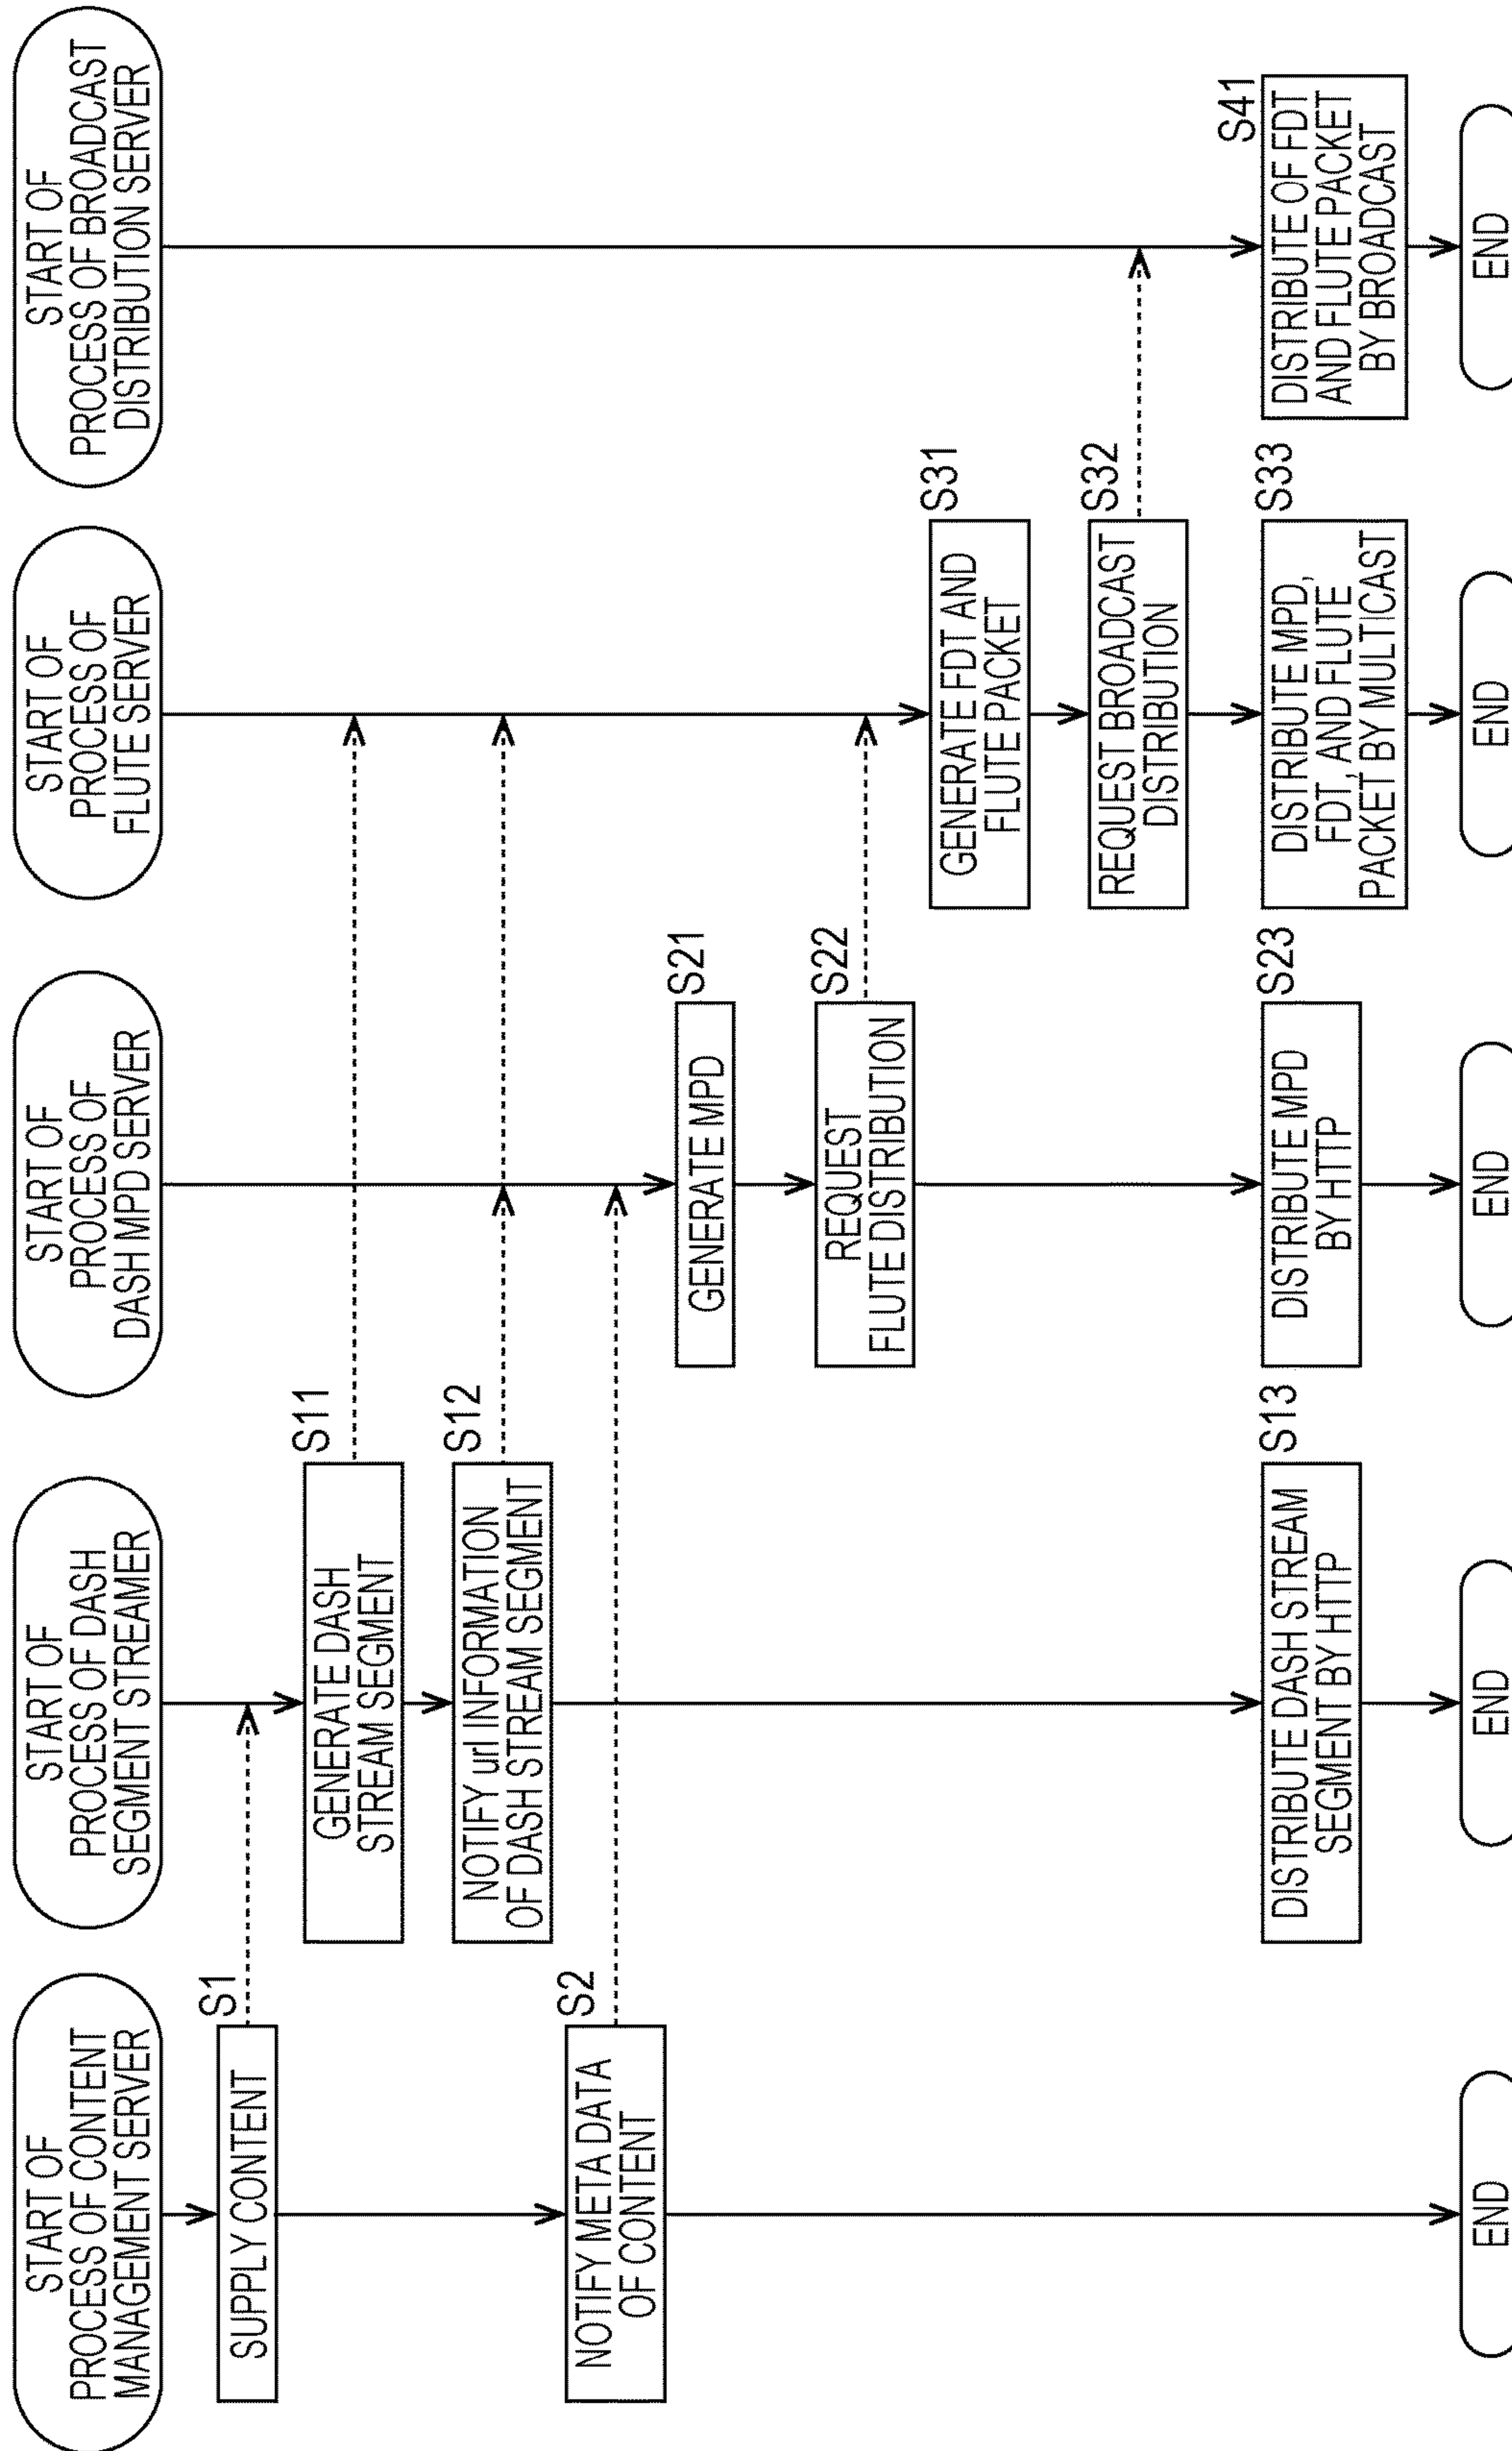 START OF
PROCESS OF CONTENT
MANAGEMENT SERVER
S1
SUPPLY CONTENT
S2
NOTIFY META DATA
OF CONTENT
END
START OF
PROCESS OF DASH
SEGMENT STREAMER
S11
GENERATE DASH
STREAM SEGMENT
S12
NOTIFY url INFORMATION
OF DASH STREAM SEGMENT
S13
DISTRIBUTE DASH STREAM
SEGMENT BY HTTP
END
START OF
PROCESS OF
DASH MPD SERVER
S21
GENERATE MPD
S22
REQUEST
FLUTE DISTRIBUTION
S23
DISTRIBUTE MPD
BY HTTP
END
START OF
PROCESS OF
FLUTE SERVER
S31
GENERATE FDT AND
FLUTE PACKET
S32
REQUEST BROADCAST
DISTRIBUTION
S33
DISTRIBUTE MPD,
FDT, AND FLUTE
PACKET BY MULTICAST
END
START OF
PROCESS OF BROADCAST
DISTRIBUTION SERVER
S41
DISTRIBUTE OF FDT
AND FLUTE PACKET
BY BROADCAST
END